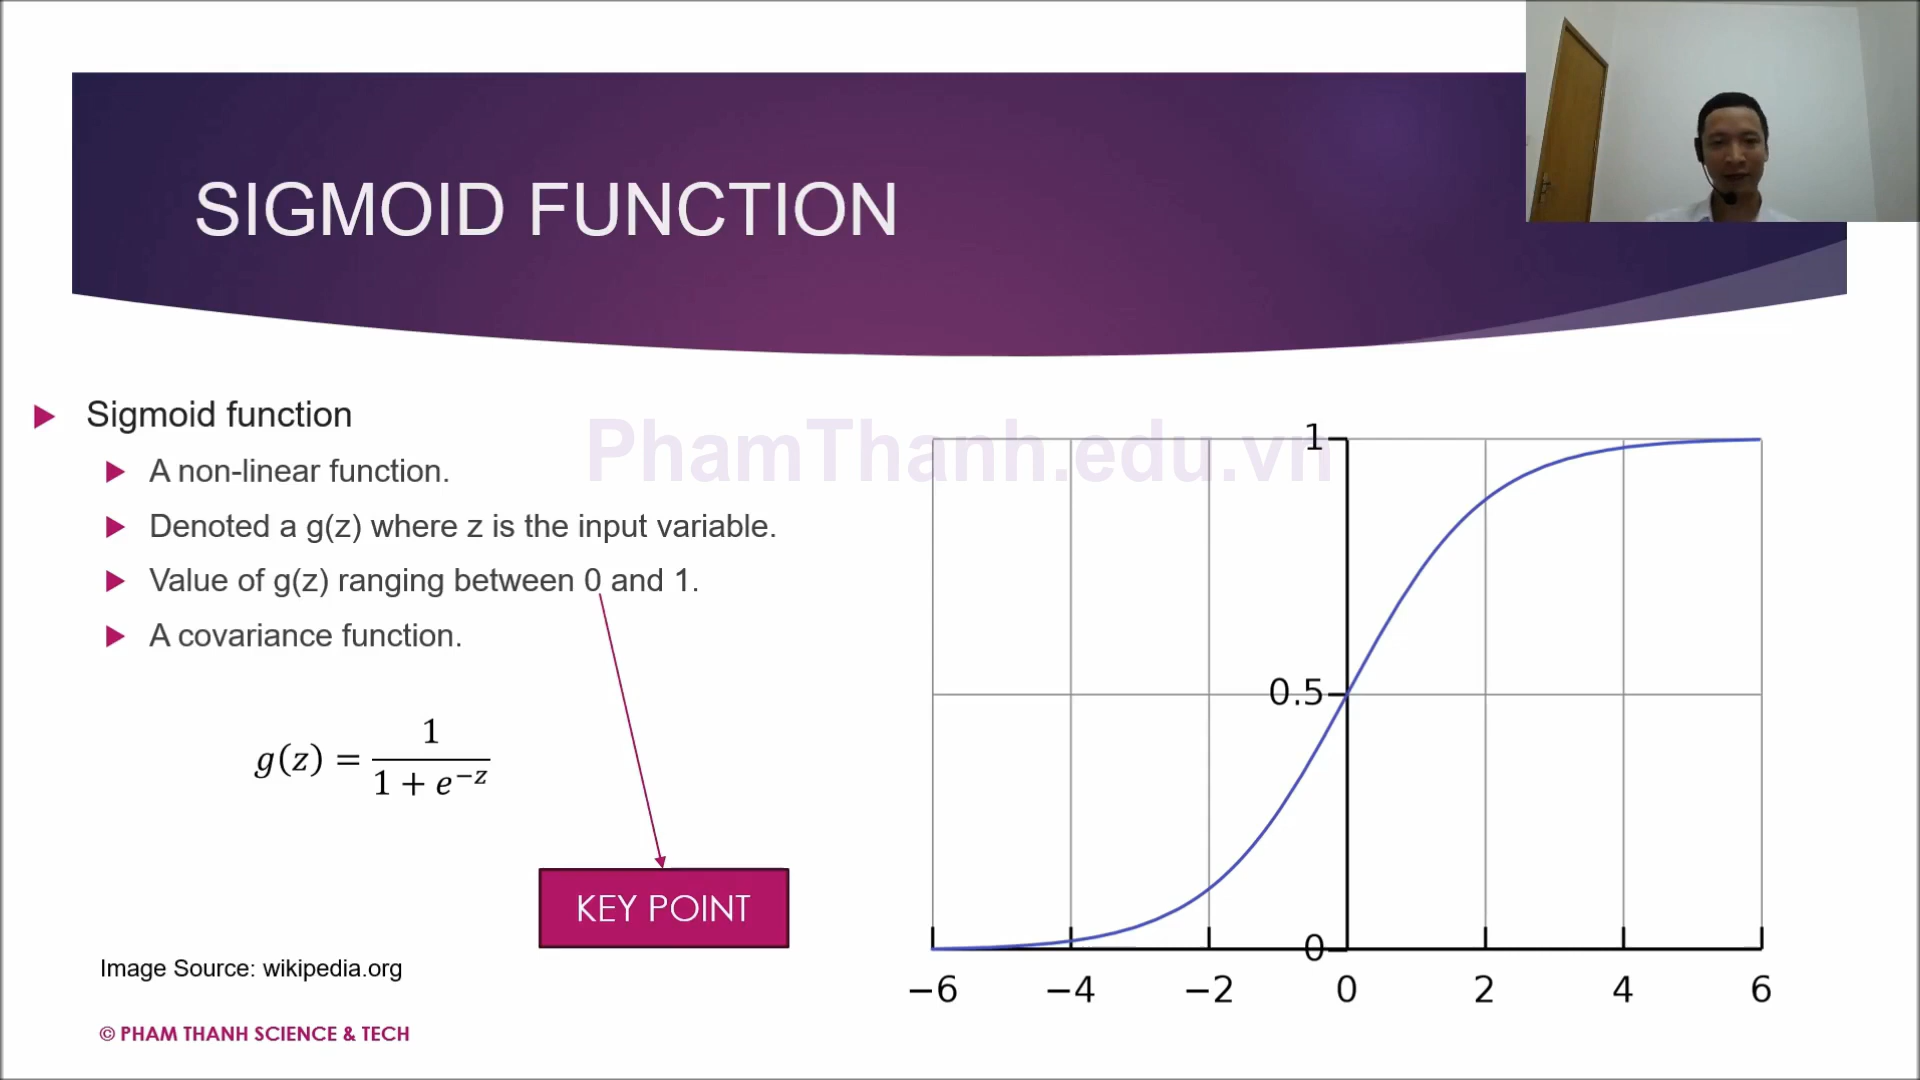 SIGMOID FUNCTION
Sigmoid function
A non-linear function.
Denoted a g(z) where z is the input variable.
Value of g(z) ranging between 0 and 1.
A covariance function.
g(z) = 1 / (1 + e^{−z})
KEY POINT
Image Source: wikipedia.org
© PHAM THANH SCIENCE & TECH
PhamThanh.edu.vn
1
0.5
0
−6 −4 −2 0 2 4 6